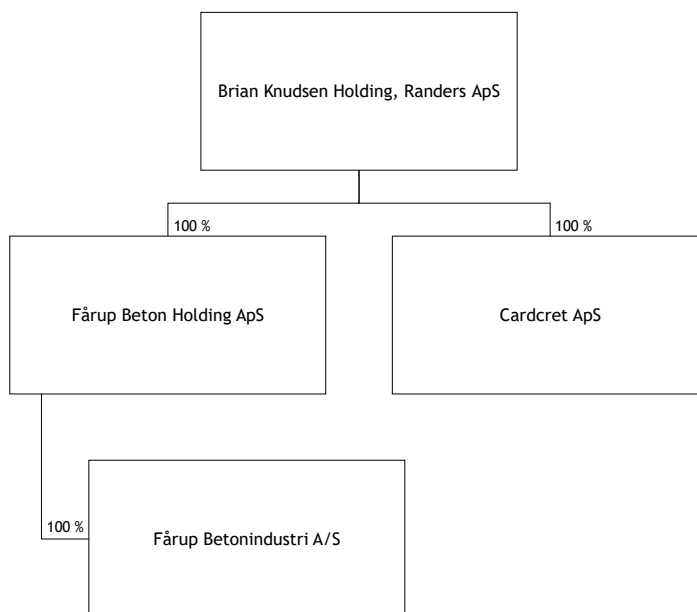 Brian Knudsen Holding, Randers ApS
100 %
100 %
Fårup Beton Holding ApS
Cardcret ApS
100 %
Fårup Betonindustri A/S